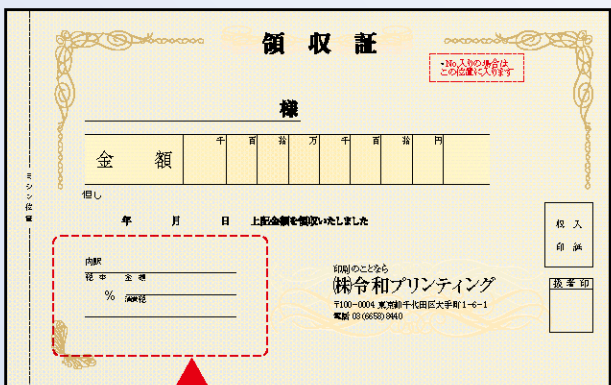 領収証
・No.入りの場合は
この位置に入ります
様
金額 千 百 拾 万 千 百 拾 円
但し
年 月 日 上記金額を領収いたしました
収入
印紙
内訳
税率 金額
% 消費税
扱者印
印刷のことなら
㈱令和プリンティング
〒100-0004 東京都千代田区大手町1-6-1
電話 03(6658)8440
ミシン位置